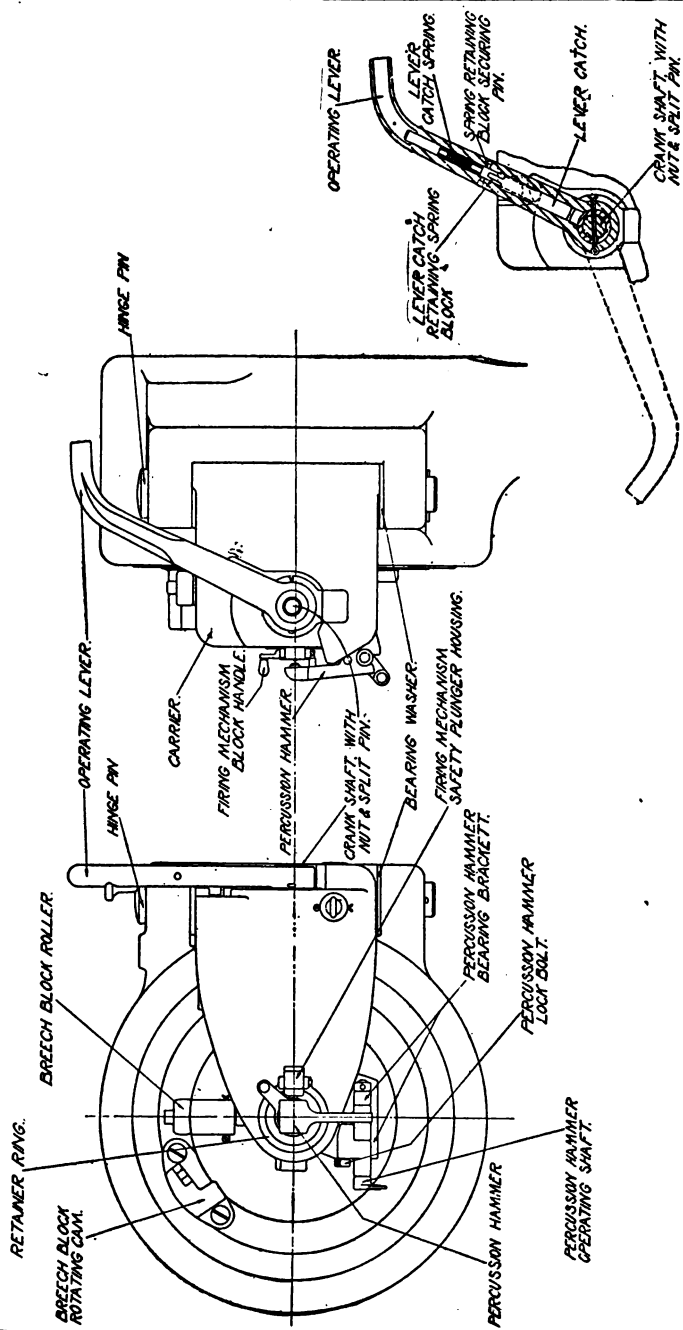 RETAINER RING.
BREECH BLOCK ROLLER.
BREECH BLOCK
ROTATING CAM.
HINGE PIN
OPERATING LEVER.
CARRIER.
FIRING MECHANISM
BLOCK HANDLE.
PERCUSSION HAMMER.
CRANK SHAFT, WITH
NUT & SPLIT PIN.
BEARING WASHER.
FIRING MECHANISM
SAFETY PLUNGER HOUSING.
PERCUSSION HAMMER
BEARING BRACKETT.
PERCUSSION HAMMER
LOCK BOLT.
PERCUSSION HAMMER
PERCUSSION HAMMER
OPERATING SHAFT.
HINGE PIN
OPERATING LEVER.
LEVER
CATCH SPRING.
SPRING RETAINING
BLOCK SECURING
PIN.
LEVER CATCH
RETAINING SPRING
BLOCK
LEVER CATCH.
CRANK SHAFT WITH
NUT & SPLIT PIN.